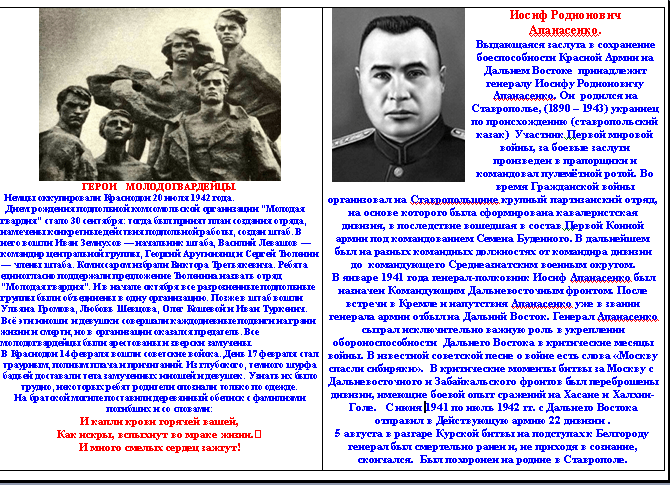 ГЕРОИ МОЛОДОГВАРДЕЙЦЫ.
Немцы оккупировали Краснодон 20 июля 1942 года.
Днем рождения подпольной комсомольской организации "Молодая
гвардия" стало 30 сентября: тогда был принят план создания отряда,
намечены конкретные действия подпольной работы, создан штаб. В
него вошли Иван Земнухов — начальник штаба, Василий Левашов —
командир центральной группы, Георгий Арутюнянц и Сергей Тюленин
— члены штаба. Комиссаром избрали Виктора Третьякевича. Ребята
единогласно поддержали предложение Тюленина назвать отряд
"Молодая гвардия". И в начале октября все разрозненные подпольные
группы были объединены в одну организацию. Позже в штаб вошли
Ульяна Громова, Любовь Шевцова, Олег Кошевой и Иван Туркенич.
Все эти юноши и девушки совершали каждодневные подвиги на грани
жизни и смерти, но в организации оказался предатель. Все
молодогвардейцы были арестованы и зверски замучены.
В Краснодон 14 февраля вошли советские войска. День 17 февраля стал
траурным, полным плача и причитаний. Из глубокого, темного шурфа
бадьей доставали тела замученных юношей и девушек. Узнать их было
трудно, некоторых ребят родители опознали только по одежде.
На братской могиле поставили деревянный обелиск с фамилиями
погибших и со словами:
И капли крови горячей вашей,
Как искры, вспыхнут во мраке жизни.
И много смелых сердец зажгут!
Иосиф Родионович
Апанасенко.
Выдающаяся заслуга в сохранение
боеспособности Красной Армии на
Дальнем Востоке принадлежит
генералу Иосифу Родионовичу
Апанасенко. Он родился на
Ставрополье, (1890 – 1943) украинец
по происхождению (ставропольский
казак) Участник Первой мировой
войны, за боевые заслуги
произведен в прапорщики и
командовал пулемётной ротой. Во
время Гражданской войны
организовал на Ставропальщине крупный партизанский отряд,
на основе которого была сформирована кавалеристская
дивизия, в последствие вошедшая в состав Первой Конной
армии под командованием Семена Буденного. В дальнейшем
был на разных командных должностях от командира дивизии
до командующего Среднеазиатским военным округом.
В январе 1941 года генерал-полковник Иосиф Апанасенко был
назначен Командующим Дальневосточным фронтом. После
встречи в Кремле и напутствия Апанасенко уже в звании
генерала армии отбыл на Дальний Восток. Генерал Апанасенко
сыграл исключительно важную роль в укреплении
обороноспособности Дальнего Востока в критические месяцы
войны. В известной советской песне о войне есть слова «Москву
спасли сибиряки». В критические моменты битвы за Москву с
Дальневосточного и Забайкальского фронтов был переброшены
дивизии, имеющие боевой опыт сражений на Хасане и Халхин-
Голе. С июня 1941 по июль 1942 гг. с Дальнего Востока
отправил в Действующую армию 22 дивизии .
5 августа в разгаре Курской битвы на подступах к Белгороду
генерал был смертельно ранен и, не приходя в сознание,
скончался. Был похоронен на родине в Ставрополе.